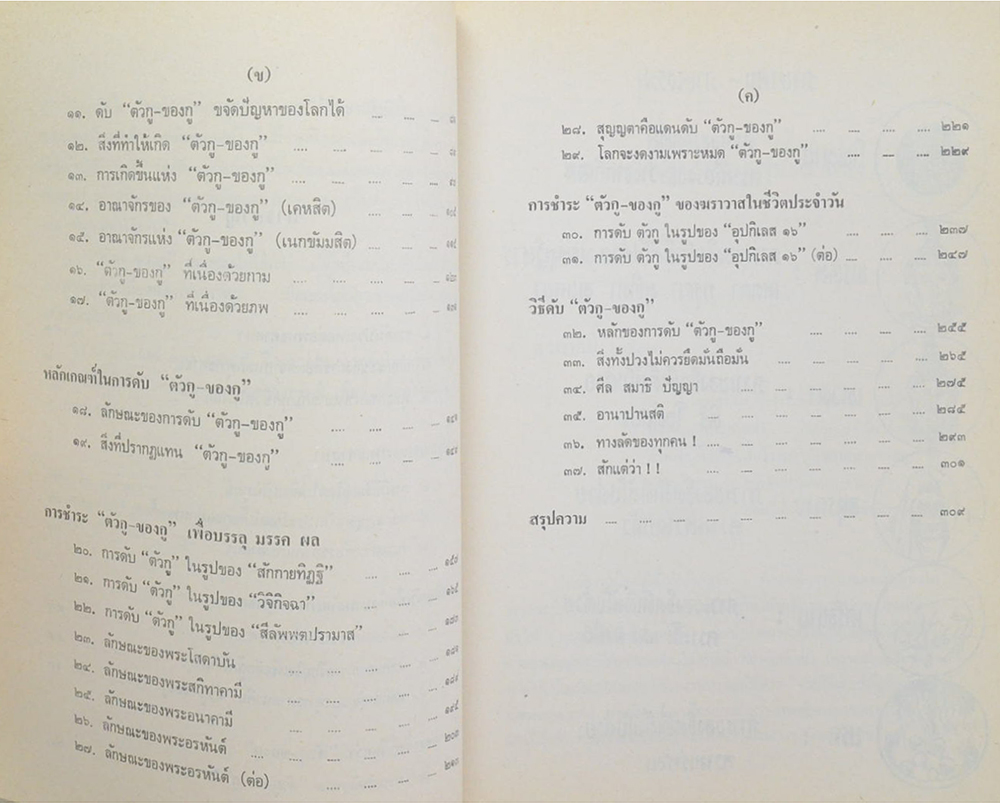 (ข)
๑๑. ดับ “ตัวกู-ของกู” ขจัดปัญหาของโลกได้ .... ....
๑๒. สิ่งที่ทำให้เกิด “ตัวกู-ของกู” .... .... .... ....
๑๓. การเกิดขึ้นแห่ง “ตัวกู-ของกู” .... .... .... ....
๑๔. อาณาจักรของ “ตัวกู-ของกู” (เคหสิต) .... ....
๑๕. อาณาจักรแห่ง “ตัวกู-ของกู” (เนกขัมมสิต) .... ....
๑๖. “ตัวกู-ของกู” ที่เนื่องด้วยกาม .... .... ....
๑๗. “ตัวกู-ของกู” ที่เนื่องด้วยภพ .... .... ....
หลักเกณฑ์ในการดับ “ตัวกู-ของกู”
๑๘. ลักษณะของการดับ “ตัวกู-ของกู” .... .... ....
๑๙. สิ่งที่ปรากฏแทน “ตัวกู-ของกู” .... .... ....
การชำระ “ตัวกู-ของกู” เพื่อบรรลุ มรรค ผล
๒๐. การดับ “ตัวกู” ในรูปของ “สักกายทิฏฐิ” .... .... ....
๒๑. การดับ “ตัวกู” ในรูปของ “วิจิกิจฉา” .... .... .... ๑๖๕
๒๒. การดับ “ตัวกู” ในรูปของ “สีลัพพตปรามาส” .... ....
๒๓. ลักษณะของพระโสดาบัน .... .... .... ....
๒๔. ลักษณะของพระสกิทาคามี .... .... .... ....
๒๕. ลักษณะของพระอนาคามี .... .... ....
๒๖. ลักษณะของพระอรหันต์ .... .... .... .... .... ๒๐๓
๒๗. ลักษณะของพระอรหันต์ (ต่อ) .... .... .... .... ๒๑๓
(ค)
๒๘. สุญญตาคือแดนดับ “ตัวกู-ของกู” .... .... .... .... ๒๒๑
๒๙. โลกจะงดงามเพราะหมด “ตัวกู-ของกู” .... .... .... ๒๒๙
การชำระ “ตัวกู-ของกู” ของฆราวาสในชีวิตประจำวัน
๓๐. การดับ ตัวกู ในรูปของ “อุปกิเลส ๑๖” .... .... .... ๒๓๗
๓๑. การดับ ตัวกู ในรูปของ “อุปกิเลส ๑๖” (ต่อ) .... .... .... ๒๔๗
วิธีดับ “ตัวกู-ของกู”
๓๒. หลักของการดับ “ตัวกู-ของกู” .... .... .... .... ๒๕๕
๓๓. สิ่งทั้งปวงไม่ควรยึดมั่นถือมั่น .... .... .... .... ๒๖๕
๓๔. ศีล สมาธิ ปัญญา .... .... .... .... .... .... ๒๗๕
๓๕. อานาปานสติ .... .... .... .... .... .... ๒๘๕
๓๖. ทางลัดของทุกคน ! .... .... .... .... .... .... ๒๙๓
๓๗. สักแต่ว่า ! ! .... .... .... .... .... .... ๓๐๑
สรุปความ .... .... .... .... .... .... .... .... .... ๓๐๙